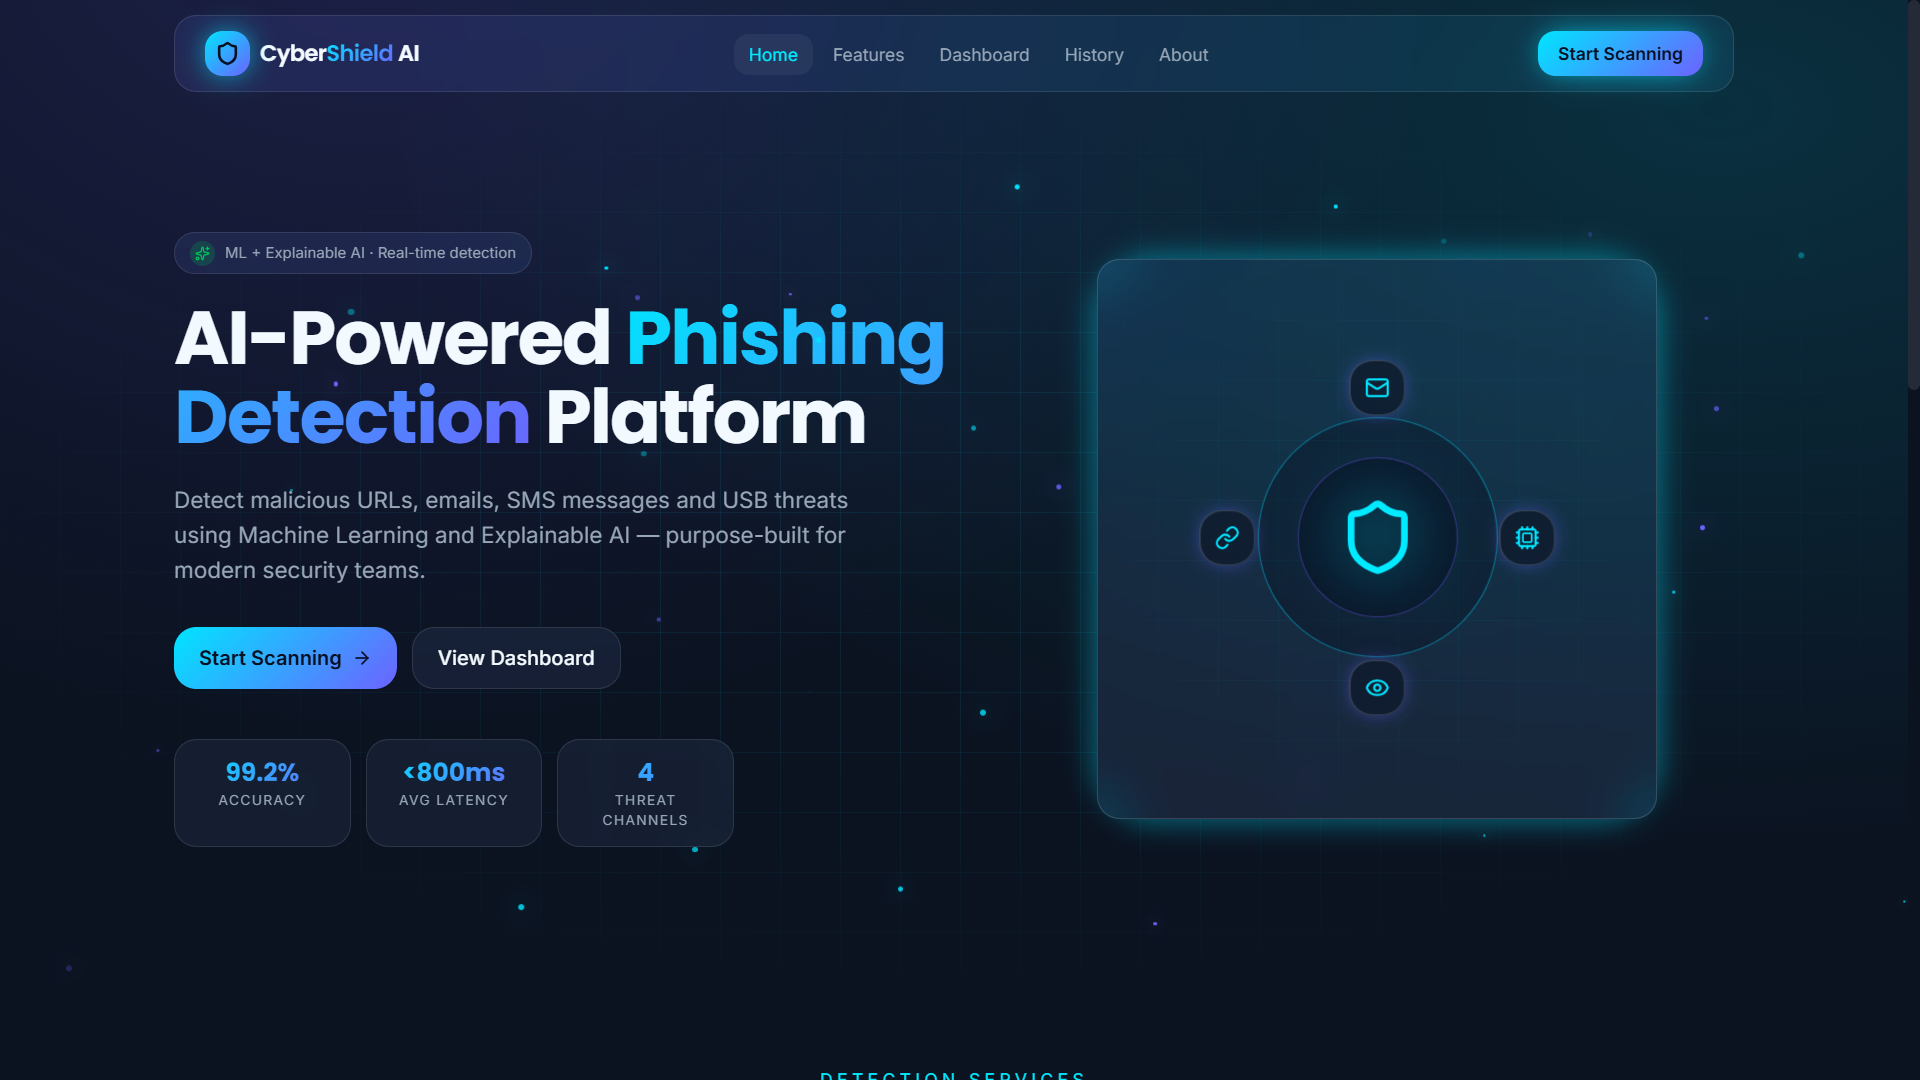 CyberShield AI
Home
Features
Dashboard
History
About
Start Scanning
ML + Explainable AI · Real-time detection
AI-Powered Phishing
Detection Platform
Detect malicious URLs, emails, SMS messages and USB threats
using Machine Learning and Explainable AI — purpose-built for
modern security teams.
Start Scanning
View Dashboard
99.2%
ACCURACY
<800ms
AVG LATENCY
4
THREAT
CHANNELS
DETECTION SERVICES